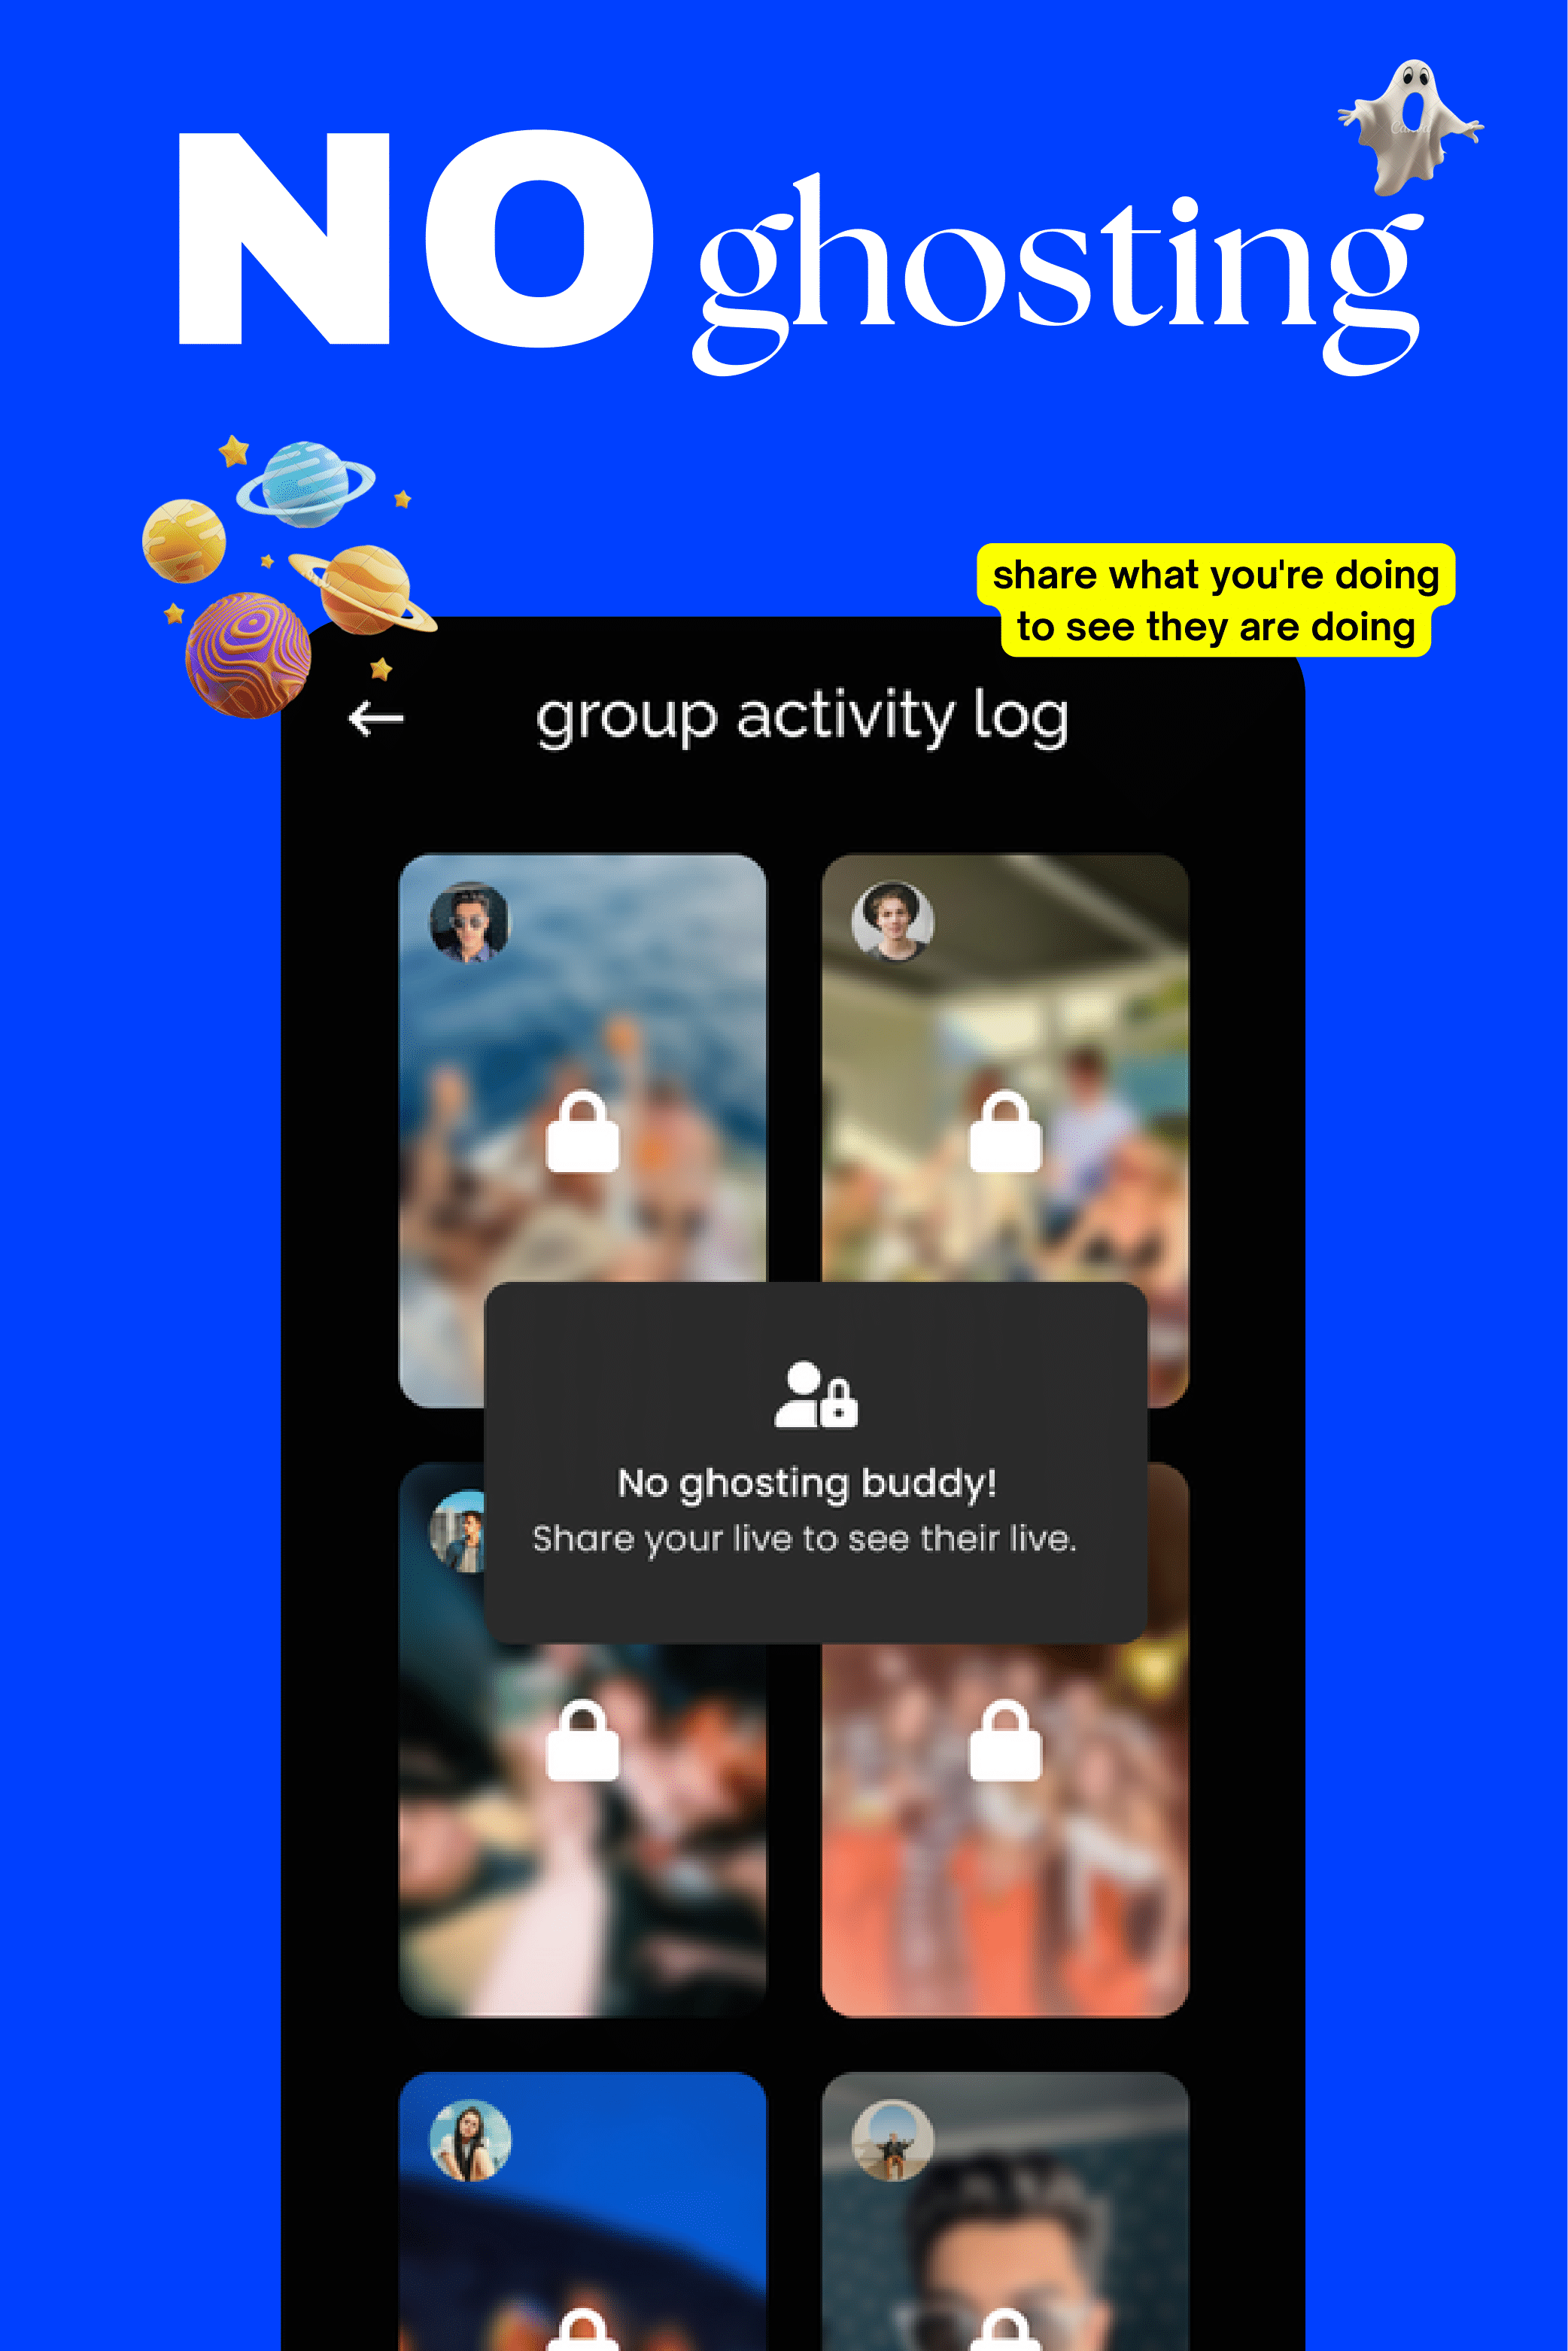 NO ghosting
share what you're doing
to see they are doing
group activity log
No ghosting buddy!
Share your live to see their live.